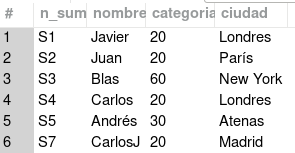 # n_sum nombre categoria ciudad
1 S1 Javier 20 Londres
2 S2 Juan 20 París
3 S3 Blas 60 New York
4 S4 Carlos 20 Londres
5 S5 Andrés 30 Atenas
6 S7 CarlosJ 20 Madrid